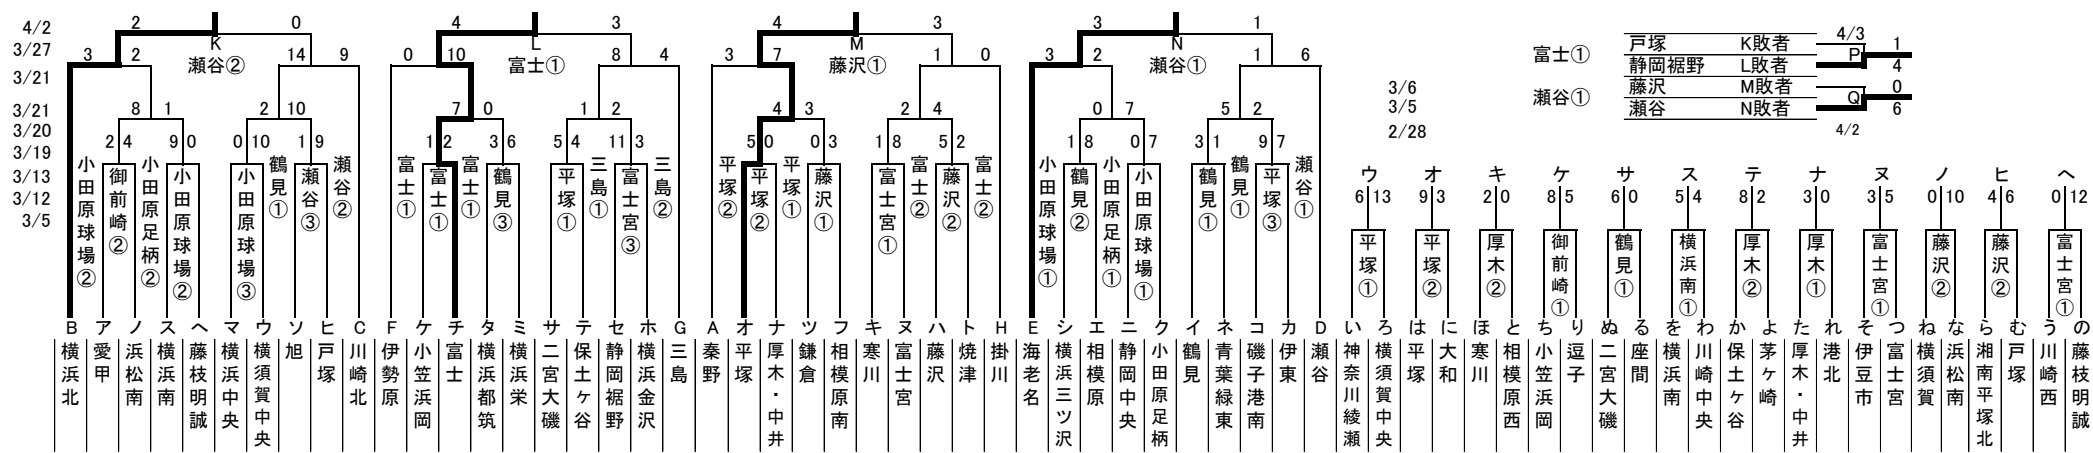 4/2
3/27
3/21
3/21
3/20
3/19
3/13
3/12
3/5
2 0 4 3 4 3 3 1
K L M N
瀬谷② 富士① 藤沢① 瀬谷①
3 2 14 9 0 10 8 4 3 7 1 0 3 2 1 6
8 1 2 10 7 0 1 2 4 3 2 4 0 7 5 2
2 4 9 0 0 10 1 9 1 2 3 6 5 4 11 3 5 0 0 3 1 8 5 2 1 8 0 7 3 1 9 7
小田原球場②
御前崎②
小田原足柄②
小田原球場②
小田原球場③
鶴見①
瀬谷③
瀬谷②
富士①
富士①
富士①
鶴見③
平塚①
三島①
富士宮③
三島②
平塚②
平塚②
平塚①
藤沢①
富士宮①
富士②
藤沢②
富士②
小田原球場①
鶴見②
小田原足柄①
小田原球場①
鶴見①
鶴見①
平塚③
瀬谷①
富士① 戸塚 K敗者 4/3 P 1
静岡裾野 L敗者 4
瀬谷① 藤沢 M敗者 Q 0
瀬谷 N敗者 6
4/2
3/6
3/5
2/28
ウ オ キ ケ サ ス テ ナ ヌ ノ ヒ ヘ
6 13 9 3 2 0 8 5 6 0 5 4 8 2 3 0 3 5 0 10 4 6 0 12
平塚①
平塚②
厚木②
御前崎①
鶴見①
横浜南①
厚木②
厚木①
富士宮①
藤沢②
藤沢②
富士宮①
B 横浜北
ア 愛甲
ノ 浜松南
ス 横浜南
ヘ 藤枝明誠
マ 横浜中央
ウ 横須賀中央
ソ 旭
ヒ 戸塚
C 川崎北
F 伊勢原
ケ 小笠浜岡
チ 富士
タ 横浜都筑
ミ 横浜栄
サ 二宮大磯
テ 保土ヶ谷
セ 静岡裾野
ホ 横浜金沢
G 三島
A 秦野
オ 平塚
ナ 厚木・中井
ツ 鎌倉
フ 相模原南
キ 寒川
ヌ 富士宮
ハ 藤沢
ト 焼津
H 掛川
E 海老名
シ 横浜三ツ沢
エ 相模原
ニ 静岡中央
ク 小田原足柄
イ 鶴見
ネ 青葉緑東
コ 磯子港南
カ 伊東
D 瀬谷
い 神奈川綾瀬
ろ 横須賀中央
は 平塚
に 大和
ほ 寒川
と 相模原西
ち 小笠浜岡
り 逗子
ぬ 二宮大磯
る 座間
を 横浜南
わ 川崎中央
か 保土ヶ谷
よ 茅ヶ崎
た 厚木・中井
れ 港北
そ 伊豆市
つ 富士宮
ね 横須賀
な 浜松南
ら 湘南平塚北
む 戸塚
う 川崎西
の 藤枝明誠